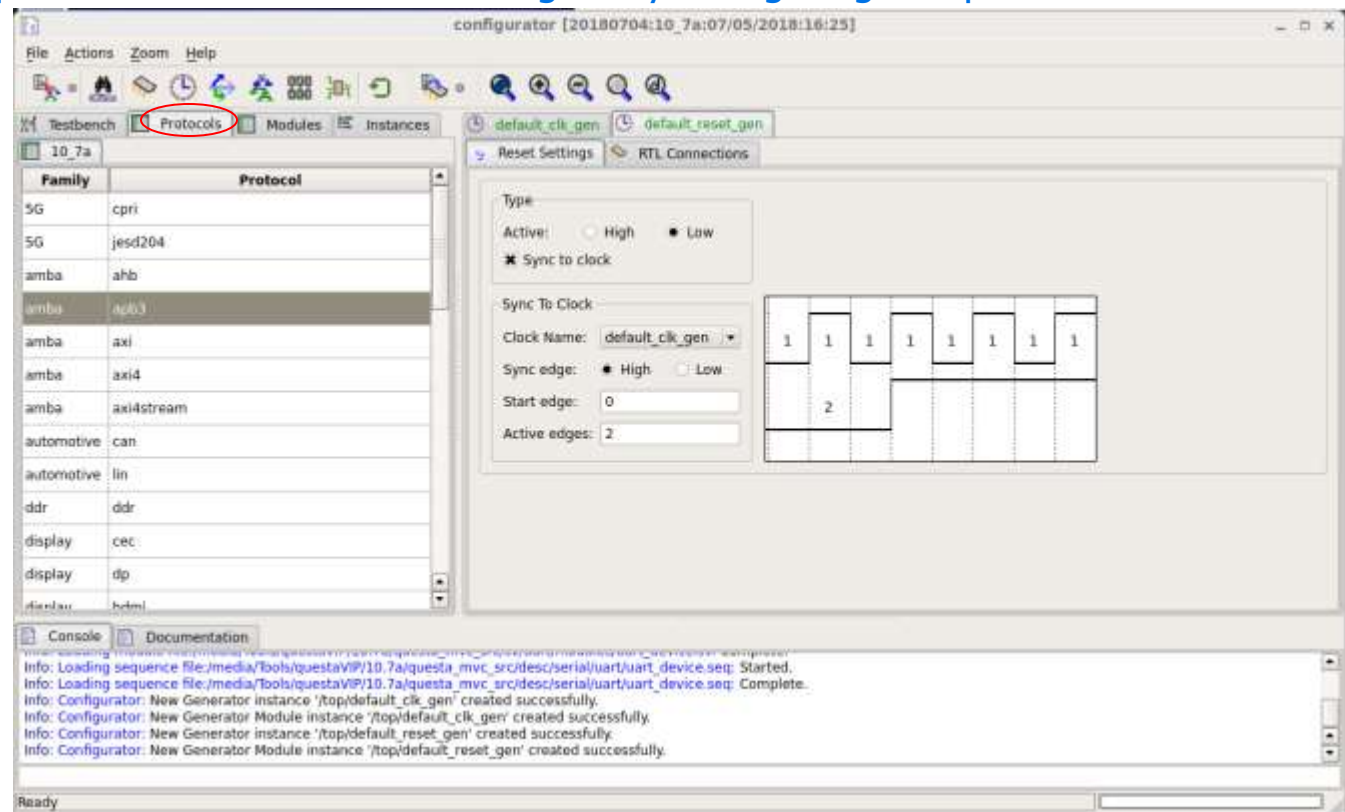 configurator [20180704:10_7a:07/05/2018:16:25]
File Actions Zoom Help
Testbench Protocols Modules Instances
10_7a
Family Protocol
5G cpri
5G jesd204
amba ahb
amba apb3
amba axi
amba axi4
amba axi4stream
automotive can
automotive lin
ddr ddr
display cec
display dp
display hdmi
default_clk_gen default_reset_gen
Reset Settings RTL Connections
Type
Active: High Low
Sync to clock
Sync To Clock
Clock Name: default_clk_gen
Sync edge: High Low
Start edge: 0
Active edges: 2
1 1 1 1 1 1 1 1
2
Console Documentation
Info: Loading sequence file:/media/Tools/questaVIP/10.7a/questa_mvc_src/desc/serial/uart/uart_device.seq: Started.
Info: Loading sequence file:/media/Tools/questaVIP/10.7a/questa_mvc_src/desc/serial/uart/uart_device.seq: Complete.
Info: Configurator: New Generator instance '/top/default_clk_gen' created successfully.
Info: Configurator: New Generator Module instance '/top/default_clk_gen' created successfully.
Info: Configurator: New Generator instance '/top/default_reset_gen' created successfully.
Info: Configurator: New Generator Module instance '/top/default_reset_gen' created successfully.
Ready